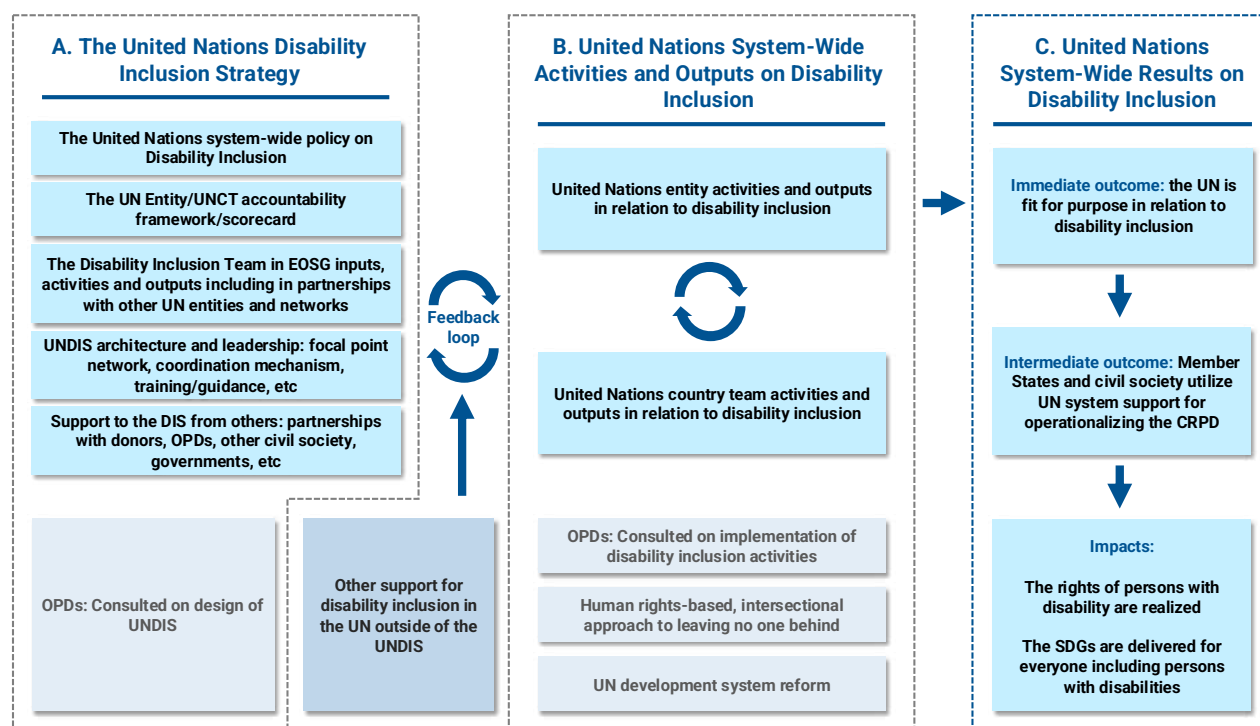 A. The United Nations Disability
Inclusion Strategy
The United Nations system-wide policy on
Disability Inclusion
The UN Entity/UNCT accountability
framework/scorecard
The Disability Inclusion Team in EOSG inputs,
activities and outputs including in partnerships
with other UN entities and networks
UNDIS architecture and leadership: focal point
network, coordination mechanism,
training/guidance, etc
Support to the DIS from others: partnerships
with donors, OPDs, other civil society,
governments, etc
OPDs: Consulted on design of
UNDIS
Other support for
disability inclusion in
the UN outside of the
UNDIS
Feedback
loop
B. United Nations System-Wide
Activities and Outputs on Disability
Inclusion
United Nations entity activities and outputs
in relation to disability inclusion
United Nations country team activities and
outputs in relation to disability inclusion
OPDs: Consulted on implementation of
disability inclusion activities
Human rights-based, intersectional
approach to leaving no one behind
UN development system reform
C. United Nations
System-Wide Results on
Disability Inclusion
Immediate outcome: the UN is
fit for purpose in relation to
disability inclusion
Intermediate outcome: Member
States and civil society utilize
UN system support for
operationalizing the CRPD
Impacts:
The rights of persons with
disability are realized
The SDGs are delivered for
everyone including persons
with disabilities